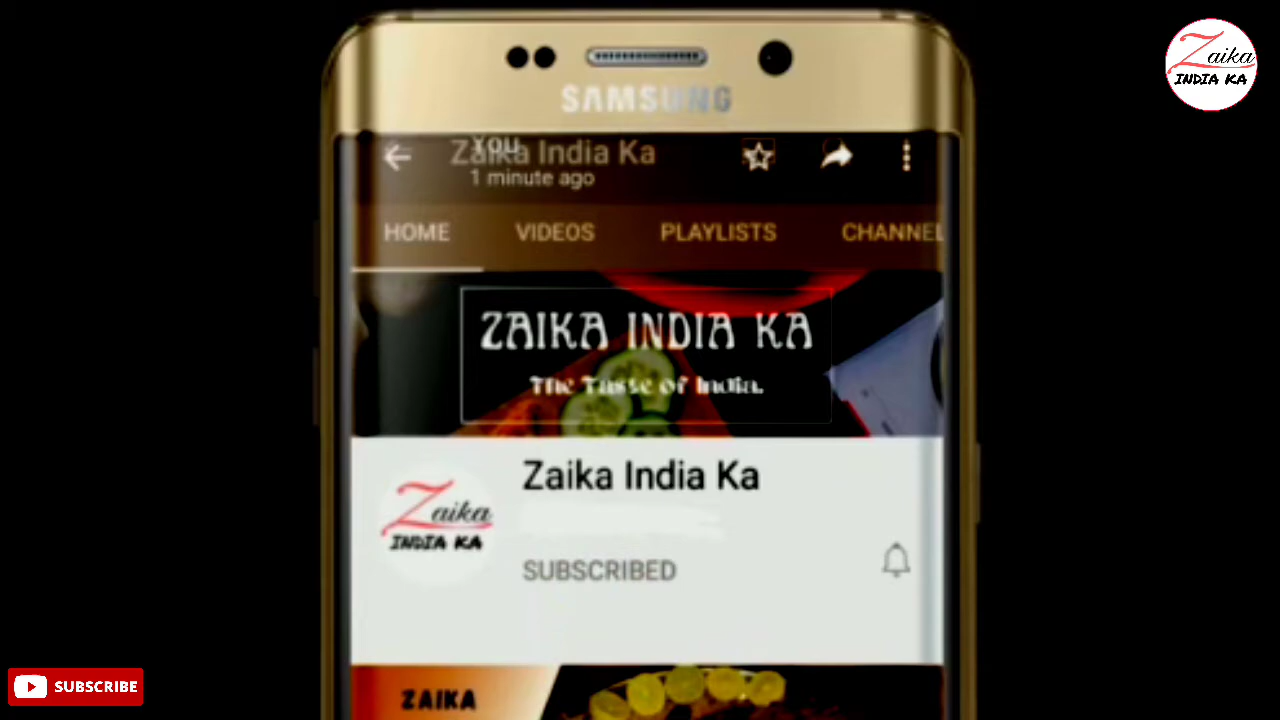 Zaika
INDIA KA
SAMSUNG
YOU
Zaika India Ka
1 minute ago
HOME VIDEOS PLAYLISTS CHANNEL
ZAIKA INDIA KA
The Taste of India.
Zaika India Ka
Zaika
INDIA KA
SUBSCRIBED
SUBSCRIBE
ZAIKA